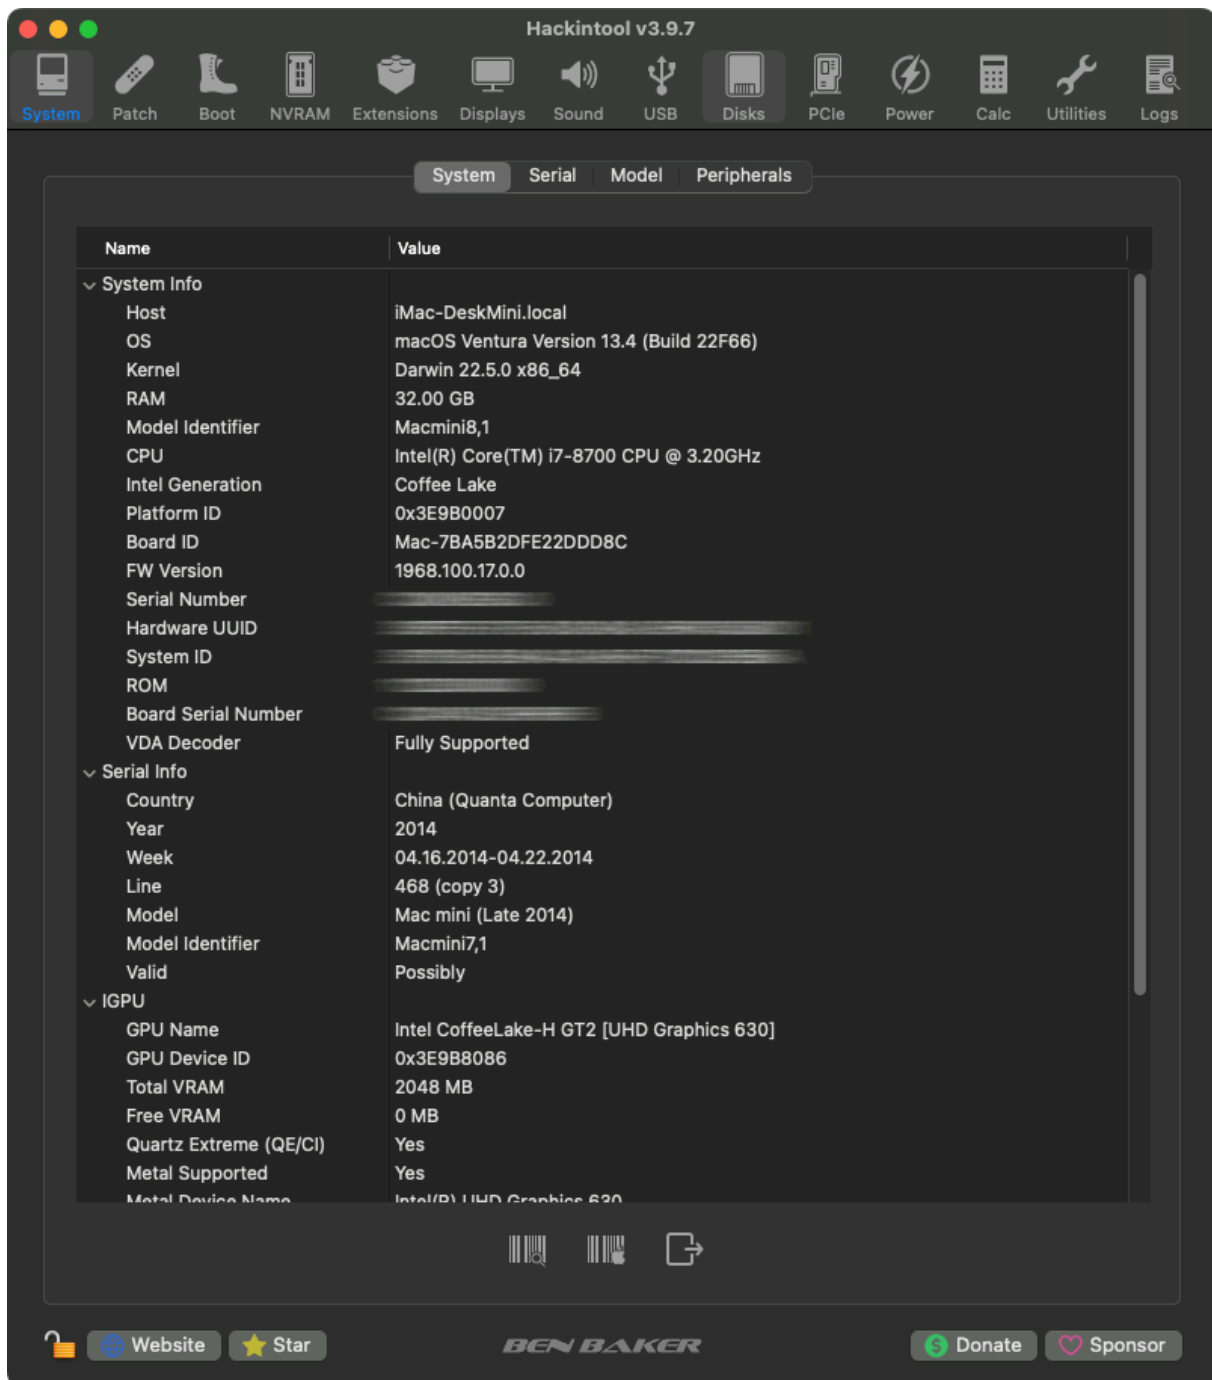 Hackintool v3.9.7
System Patch Boot NVRAM Extensions Displays Sound USB Disks PCIe Power Calc Utilities Logs
System Serial Model Peripherals
Name Value
System Info
Host iMac-DeskMini.local
OS macOS Ventura Version 13.4 (Build 22F66)
Kernel Darwin 22.5.0 x86_64
RAM 32.00 GB
Model Identifier Macmini8,1
CPU Intel(R) Core(TM) i7-8700 CPU @ 3.20GHz
Intel Generation Coffee Lake
Platform ID 0x3E9B0007
Board ID Mac-7BA5B2DFE22DDD8C
FW Version 1968.100.17.0.0
Serial Number
Hardware UUID
System ID
ROM
Board Serial Number
VDA Decoder Fully Supported
Serial Info
Country China (Quanta Computer)
Year 2014
Week 04.16.2014-04.22.2014
Line 468 (copy 3)
Model Mac mini (Late 2014)
Model Identifier Macmini7,1
Valid Possibly
IGPU
GPU Name Intel CoffeeLake-H GT2 [UHD Graphics 630]
GPU Device ID 0x3E9B8086
Total VRAM 2048 MB
Free VRAM 0 MB
Quartz Extreme (QE/CI) Yes
Metal Supported Yes
Metal Device Name Intel(R) UHD Graphics 630
Website Star BEN BAKER Donate Sponsor